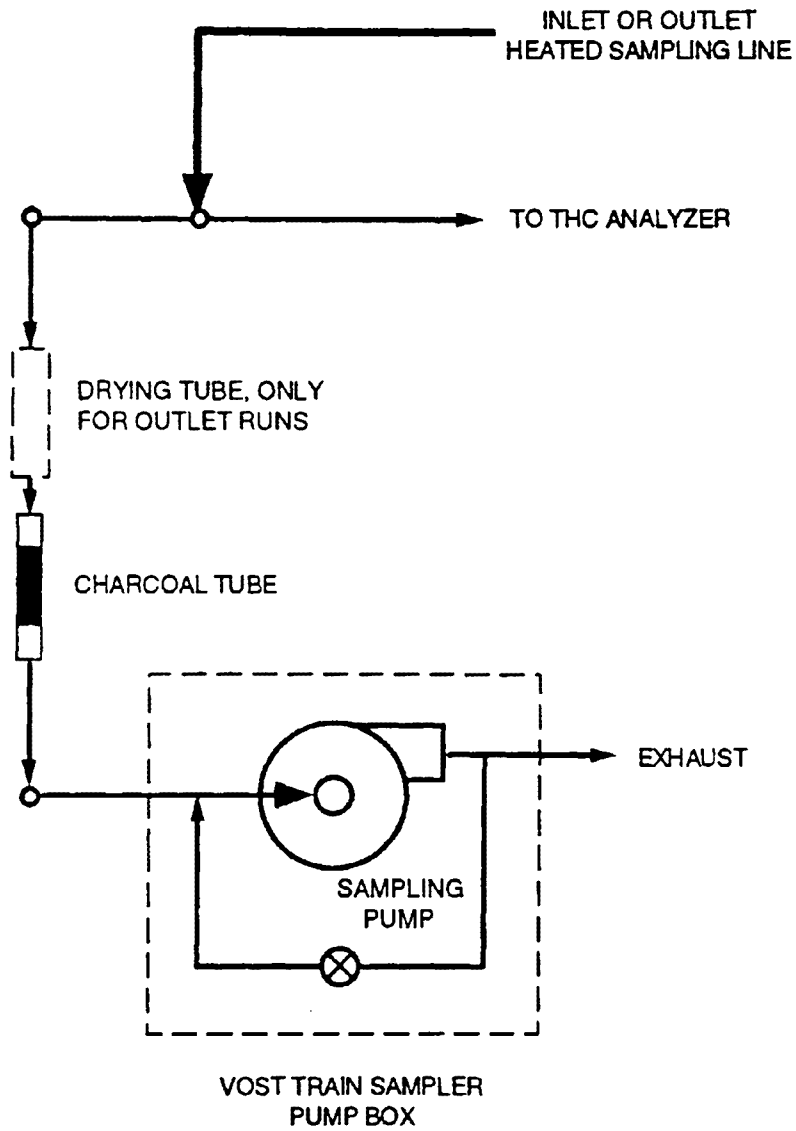 INLET OR OUTLET
HEATED SAMPLING LINE
TO THC ANALYZER
DRYING TUBE, ONLY
FOR OUTLET RUNS
CHARCOAL TUBE
EXHAUST
SAMPLING
PUMP
VOST TRAIN SAMPLER
PUMP BOX